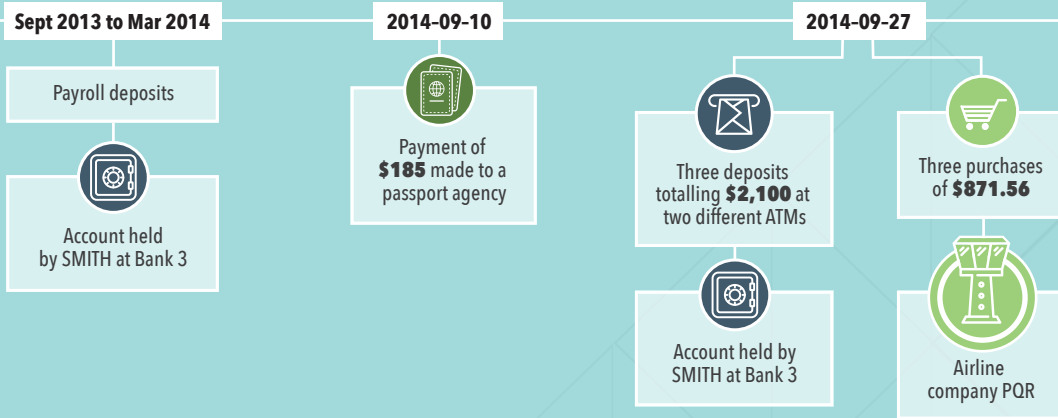 Sept 2013 to Mar 2014
Payroll deposits
Account held
by SMITH at Bank 3
2014–09–10
Payment of
$185 made to a
passport agency
2014–09–27
Three deposits
totalling $2,100 at
two different ATMs
Account held by
SMITH at Bank 3
Three purchases
of $871.56
Airline
company PQR